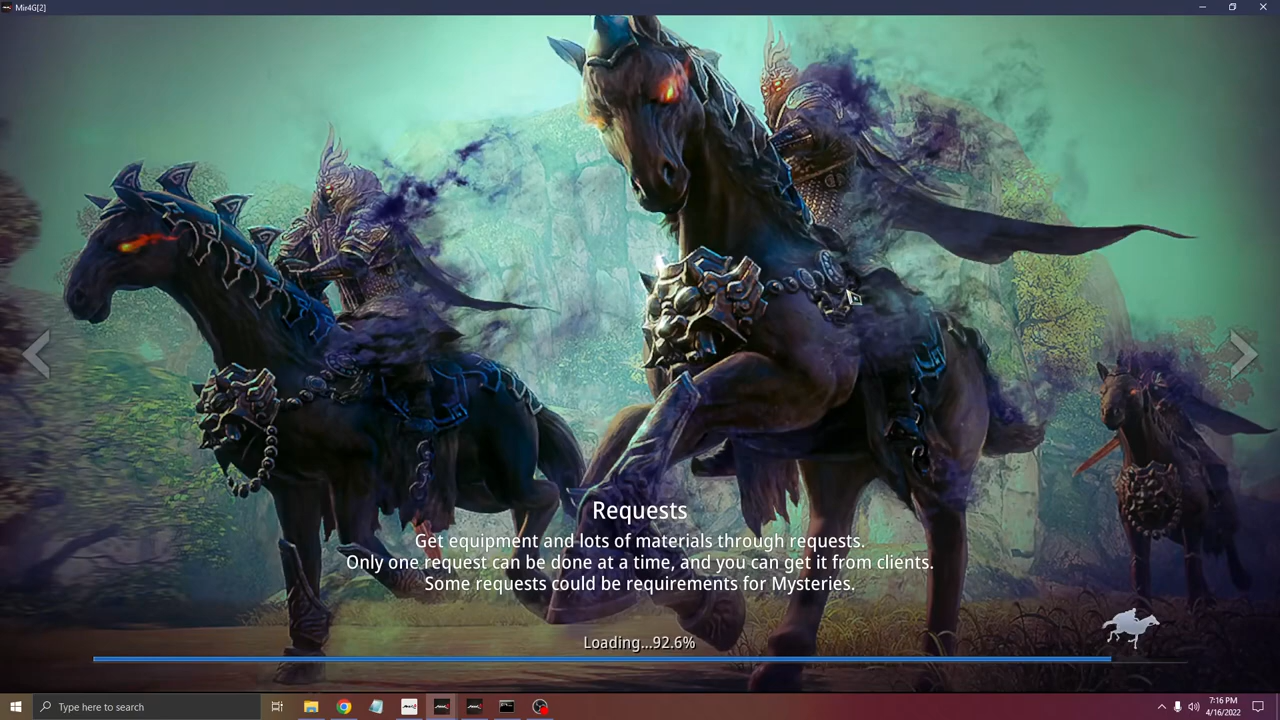 Mir4G[2]
Requests
Get equipment and lots of materials through requests.
Only one request can be done at a time, and you can get it from clients.
Some requests could be requirements for Mysteries.
Loading...92.6%
Type here to search
7:16 PM
4/16/2022